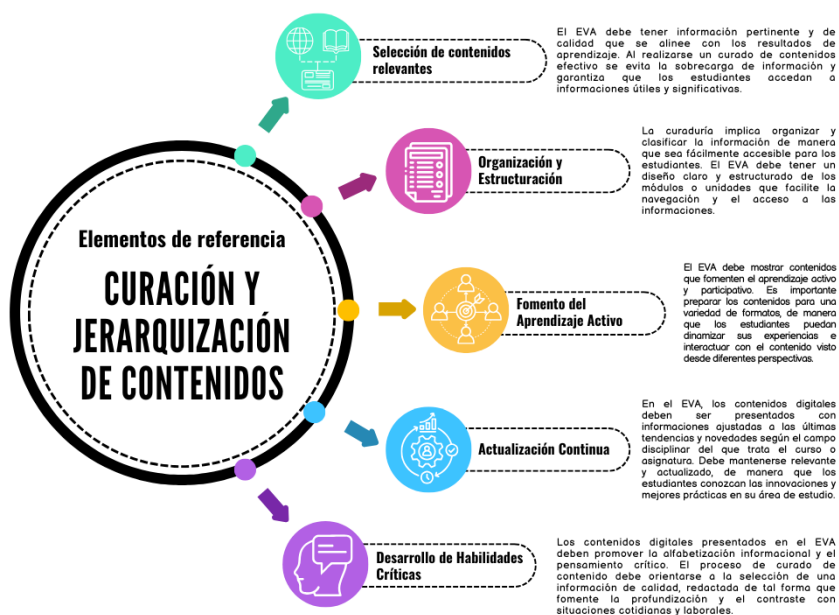 Elementos de referencia
CURACIÓN Y
JERARQUIZACIÓN
DE CONTENIDOS
Selección de contenidos
relevantes
El EVA debe tener información pertinente y de
calidad que se alinee con los resultados de
aprendizaje. Al realizarse un curado de contenidos
efectivo se evita la sobrecarga de información y
garantiza que los estudiantes accedan a
informaciones útiles y significativas.
Organización y
Estructuración
La curaduría implica organizar y
clasificar la información de manera
que sea fácilmente accesible para los
estudiantes. El EVA debe tener un
diseño claro y estructurado de los
módulos o unidades que facilite la
navegación y el acceso a las
informaciones.
Fomento del
Aprendizaje Activo
El EVA debe mostrar contenidos
que fomenten el aprendizaje activo
y participativo. Es importante
preparar los contenidos para una
variedad de formatos, de manera
que los estudiantes puedan
dinamizar sus experiencias e
interactuar con el contenido visto
desde diferentes perspectivas.
Actualización Continua
En el EVA, los contenidos digitales
deben ser presentados con
informaciones ajustadas a las últimas
tendencias y novedades según el campo
disciplinar del que trata el curso o
asignatura. Debe mantenerse relevante
y actualizado, de manera que los
estudiantes conozcan las innovaciones y
mejores prácticas en su área de estudio.
Desarrollo de Habilidades
Críticas
Los contenidos digitales presentados en el EVA
deben promover la alfabetización informacional y el
pensamiento crítico. El proceso de curado de
contenido debe orientarse a la selección de una
información de calidad, redactada de tal forma que
fomente la profundización y el contraste con
situaciones cotidianas y laborales.